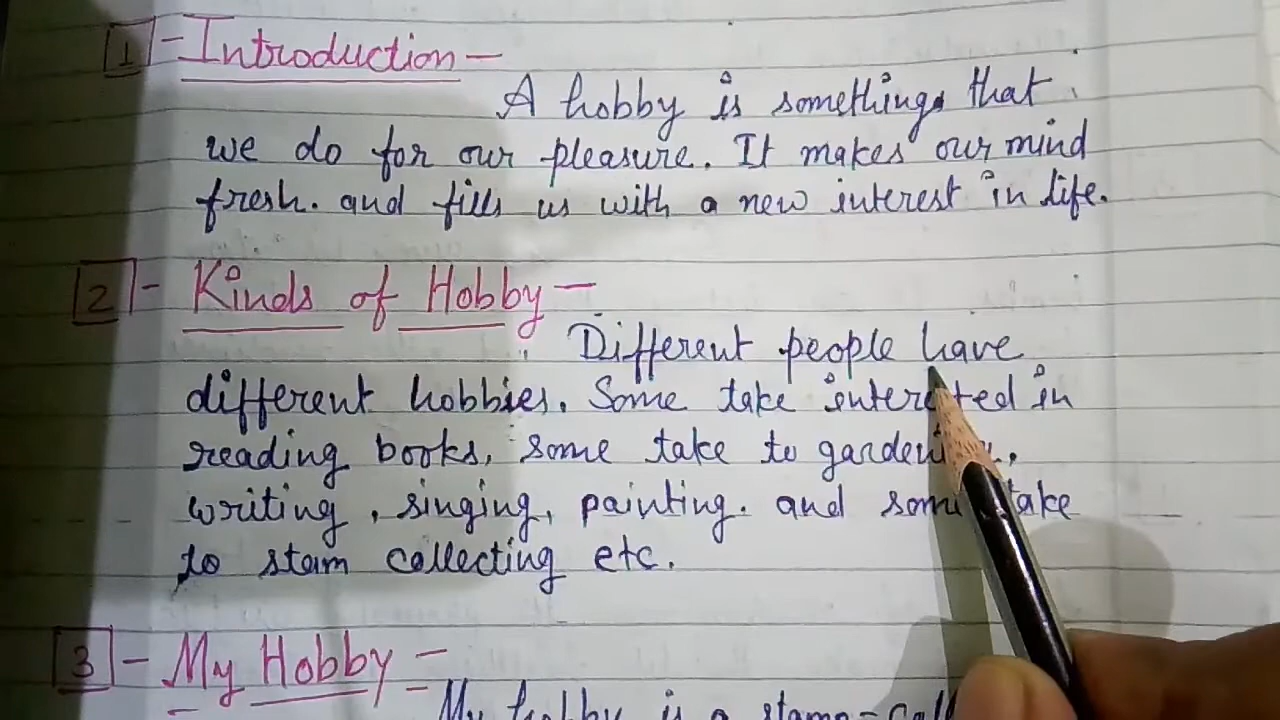 1 - Introduction -
A hobby is something that
we do for our pleasure. It makes our mind
fresh. and fills us with a new interest in life.
2 - Kinds of Hobby -
Different people have
different hobbies. Some take in
reading books, some take to
writing, singing, painting. and some take
to stam collecting etc.
3 - My Hobby -
My hobby is a stamp-